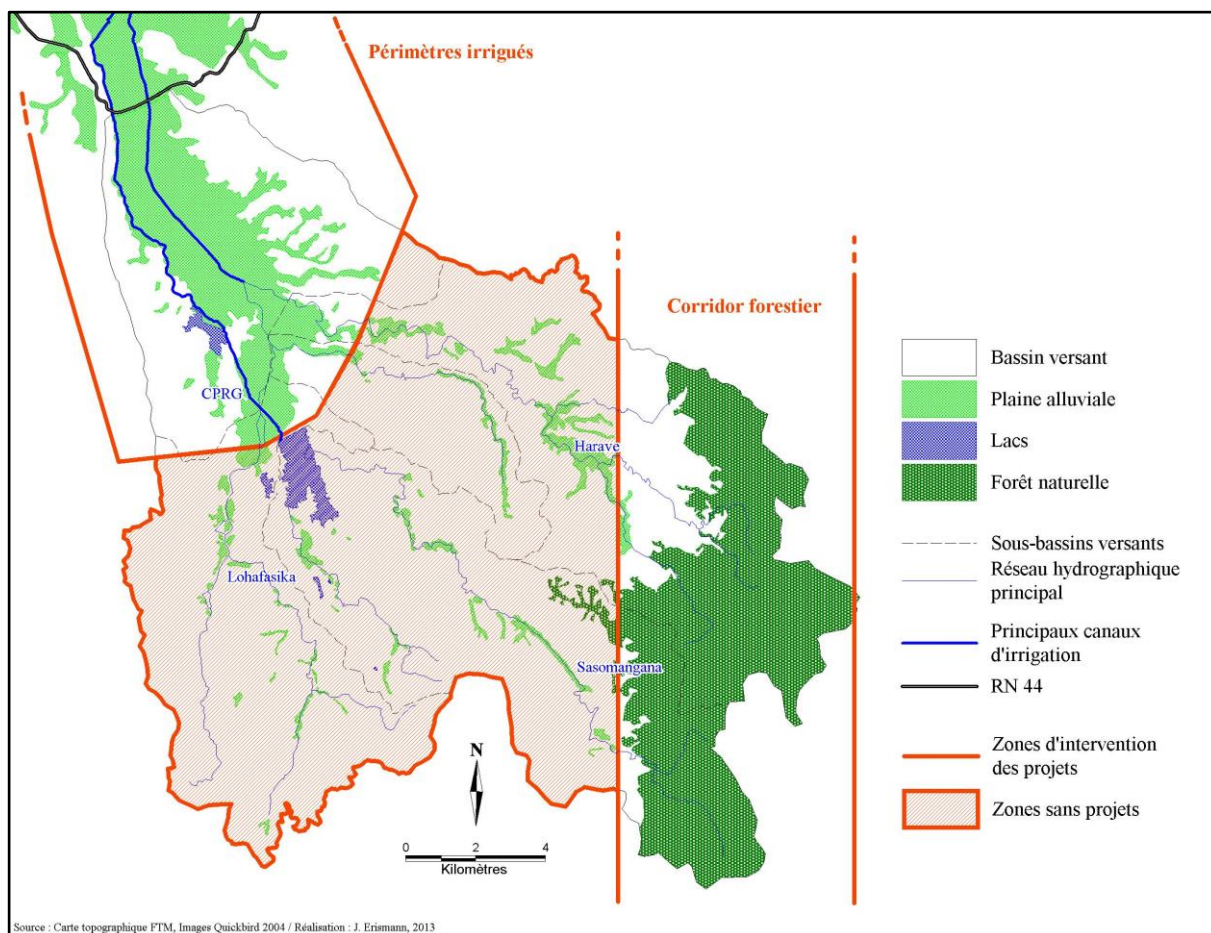 Périmètres irrigués
Corridor forestier
CPRG
Harave
Lohafasika
Sasomangana
N
0 2 4
Kilomètres
Bassin versant
Plaine alluviale
Lacs
Forêt naturelle
Sous-bassins versants
Réseau hydrographique
principal
Principaux canaux
d'irrigation
RN 44
Zones d'intervention
des projets
Zones sans projets
Source : Carte topographique FTM, Images Quickbird 2004 / Réalisation : J. Erismann, 2013